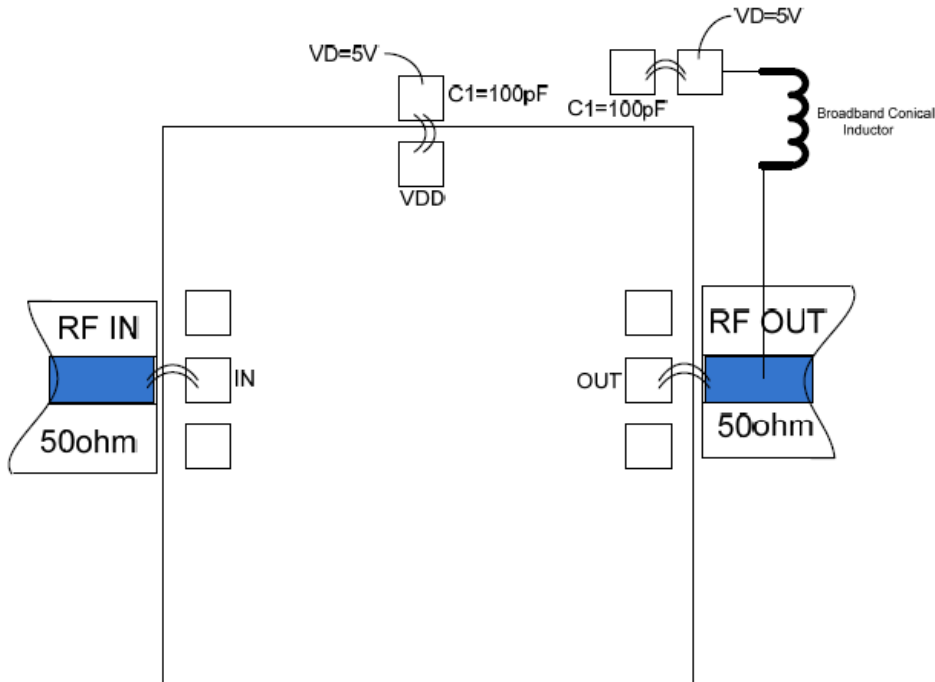 VD=5V
VD=5V
C1=100pF
C1=100pF
Broadband Conical
Inductor
VDD
RF IN
RF OUT
IN
OUT
50ohm
50ohm